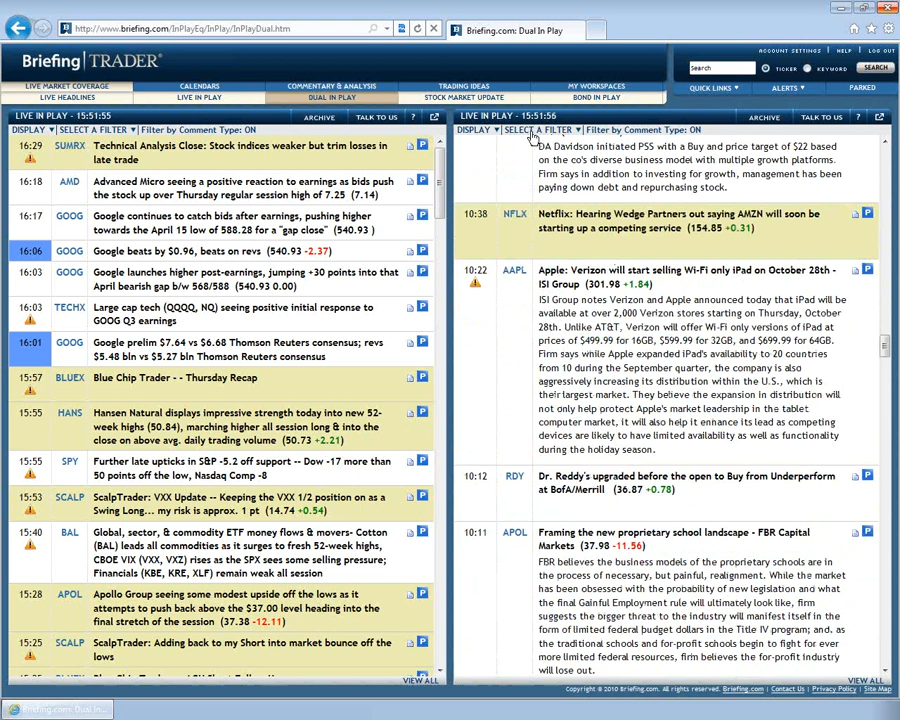 http://www.briefing.com/InPlayEq/InPlay/InPlayDual.htm
Briefing.com: Dual In Play
Briefing TRADER®
ACCOUNT SETTINGS HELP LOG OUT
Search TICKER KEYWORD SEARCH
LIVE MARKET COVERAGE CALENDARS COMMENTARY & ANALYSIS TRADING IDEAS MY WORKSPACES QUICK LINKS ALERTS PARKED
LIVE HEADLINES LIVE IN PLAY DUAL IN PLAY STOCK MARKET UPDATE BOND IN PLAY
LIVE IN PLAY - 15:51:55 ARCHIVE TALK TO US ?
DISPLAY SELECT A FILTER Filter by Comment Type: ON
16:29 SUMRX Technical Analysis Close: Stock indices weaker but trim losses in
late trade
16:18 AMD Advanced Micro seeing a positive reaction to earnings as bids push
the stock up over Thursday regular session high of 7.25 (7.14)
16:17 GOOG Google continues to catch bids after earnings, pushing higher
towards the April 15 low of 588.28 for a "gap close" (540.93 )
16:06 GOOG Google beats by $0.96, beats on revs (540.93 -2.37)
16:03 GOOG Google launches higher post-earnings, jumping +30 points into that
April bearish gap b/w 568/588 (540.93 0.00)
16:03 TECHX Large cap tech (QQQQ, NQ) seeing positive initial response to
GOOG Q3 earnings
16:01 GOOG Google prelim $7.64 vs $6.68 Thomson Reuters consensus; revs
$5.48 bln vs $5.27 bln Thomson Reuters consensus
15:57 BLUEX Blue Chip Trader - - Thursday Recap
15:55 HANS Hansen Natural displays impressive strength today into new 52-
week highs (50.84), marching higher all session long & into the
close on above avg. daily trading volume (50.73 +2.21)
15:55 SPY Further late upticks in S&P -5.2 off support -- Dow -17 more than
50 points off the low, Nasdaq Comp -8
15:53 SCALP ScalpTrader: VXX Update -- Keeping the VXX 1/2 position on as a
Swing Long... my risk is approx. 1 pt (14.74 +0.54)
15:40 BAL Global, sector, & commodity ETF money flows & movers- Cotton
(BAL) leads all commodities as it surges to fresh 52-week highs,
CBOE VIX (VXX, VXZ) rises as the SPX sees some selling pressure;
Financials (KBE, KRE, XLF) remain weak all session
15:28 APOL Apollo Group seeing some modest upside off the lows as it
attempts to push back above the $37.00 level heading into the
final stretch of the session (37.38 -12.11)
15:25 SCALP ScalpTrader: Adding back to my Short into market bounce off the
lows
VIEW ALL
LIVE IN PLAY - 15:51:56 ARCHIVE TALK TO US ?
DISPLAY SELECT A FILTER Filter by Comment Type: ON
DA Davidson initiated PSS with a Buy and price target of $22 based
on the co's diverse business model with multiple growth platforms.
Firm says in addition to investing for growth, management has been
paying down debt and repurchasing stock.
10:38 NFLX Netflix: Hearing Wedge Partners out saying AMZN will soon be
starting up a competing service (154.85 +0.31)
10:22 AAPL Apple: Verizon will start selling Wi-Fi only iPad on October 28th -
ISI Group (301.98 +1.84)
ISI Group notes Verizon and Apple announced today that iPad will be
available at over 2,000 Verizon stores starting on Thursday, October
28th. Unlike AT&T, Verizon will offer Wi-Fi only versions of iPad at
prices of $499.99 for 16GB, $599.99 for 32GB, and $699.99 for 64GB.
Firm says while Apple expanded iPad's availability to 20 countries
from 10 during the September quarter, the company is also
aggressively increasing its distribution within the U.S., which is
their largest market. They believe the expansion in distribution will
not only help protect Apple's market leadership in the tablet
computer market, it will also help it enhance its lead as competing
devices are likely to have limited availability as well as functionality
during the holiday season.
10:12 RDY Dr. Reddy's upgraded before the open to Buy from Underperform
at BofA/Merrill (36.87 +0.78)
10:11 APOL Framing the new proprietary school landscape - FBR Capital
Markets (37.98 -11.56)
FBR believes the business models of the proprietary schools are in
the process of necessary, but painful, realignment. While the market
has been obsessed with the probability of new legislation and what
the final Gainful Employment rule will ultimately look like, firm
suggests the bigger threat to the industry will manifest itself in the
form of limited federal budget dollars in the Title IV program; and, as
the traditional schools and for-profit schools begin to fight for ever
more limited federal resources, firm believes the for-profit industry
will lose out.
VIEW ALL
Copyright © 2010 Briefing.com. All rights reserved. Briefing.com | Contact Us | Privacy Policy | Site Map
Briefing.com: Dual In...